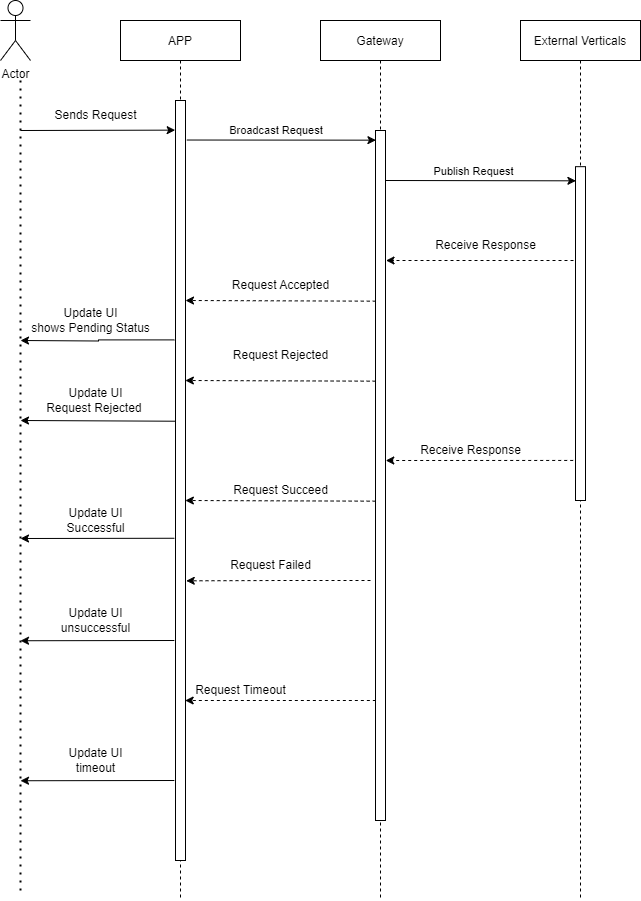 APP
Gateway
External Verticals
Actor
Sends Request
Broadcast Request
Publish Request
Receive Response
Request Accepted
Update UI
shows Pending Status
Request Rejected
Update UI
Request Rejected
Receive Response
Request Succeed
Update UI
Successful
Request Failed
Update UI
unsuccessful
Request Timeout
Update UI
timeout